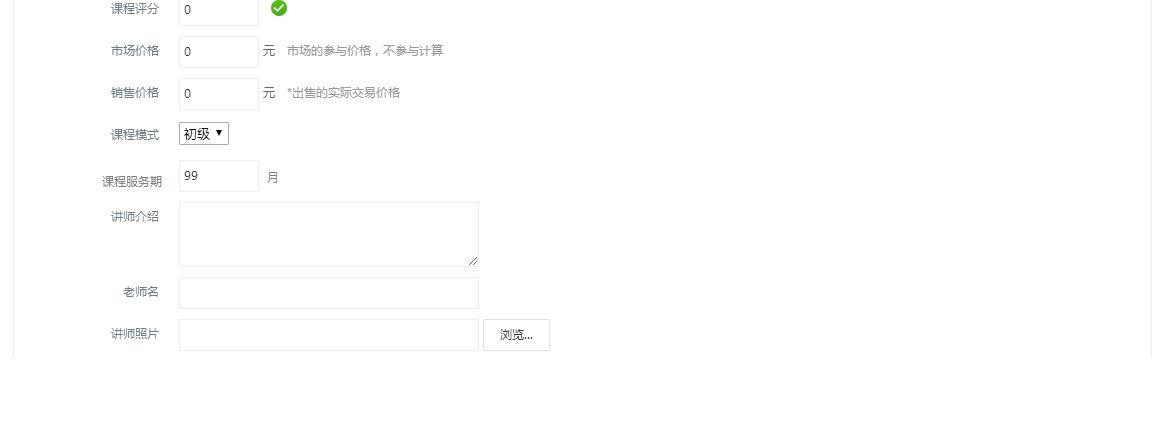 课程评分 0
市场价格 0 元 市场的参与价格，不参与计算
销售价格 0 元 *出售的实际交易价格
课程模式 初级
课程服务期 99 月
讲师介绍
老师名
讲师照片 浏览...